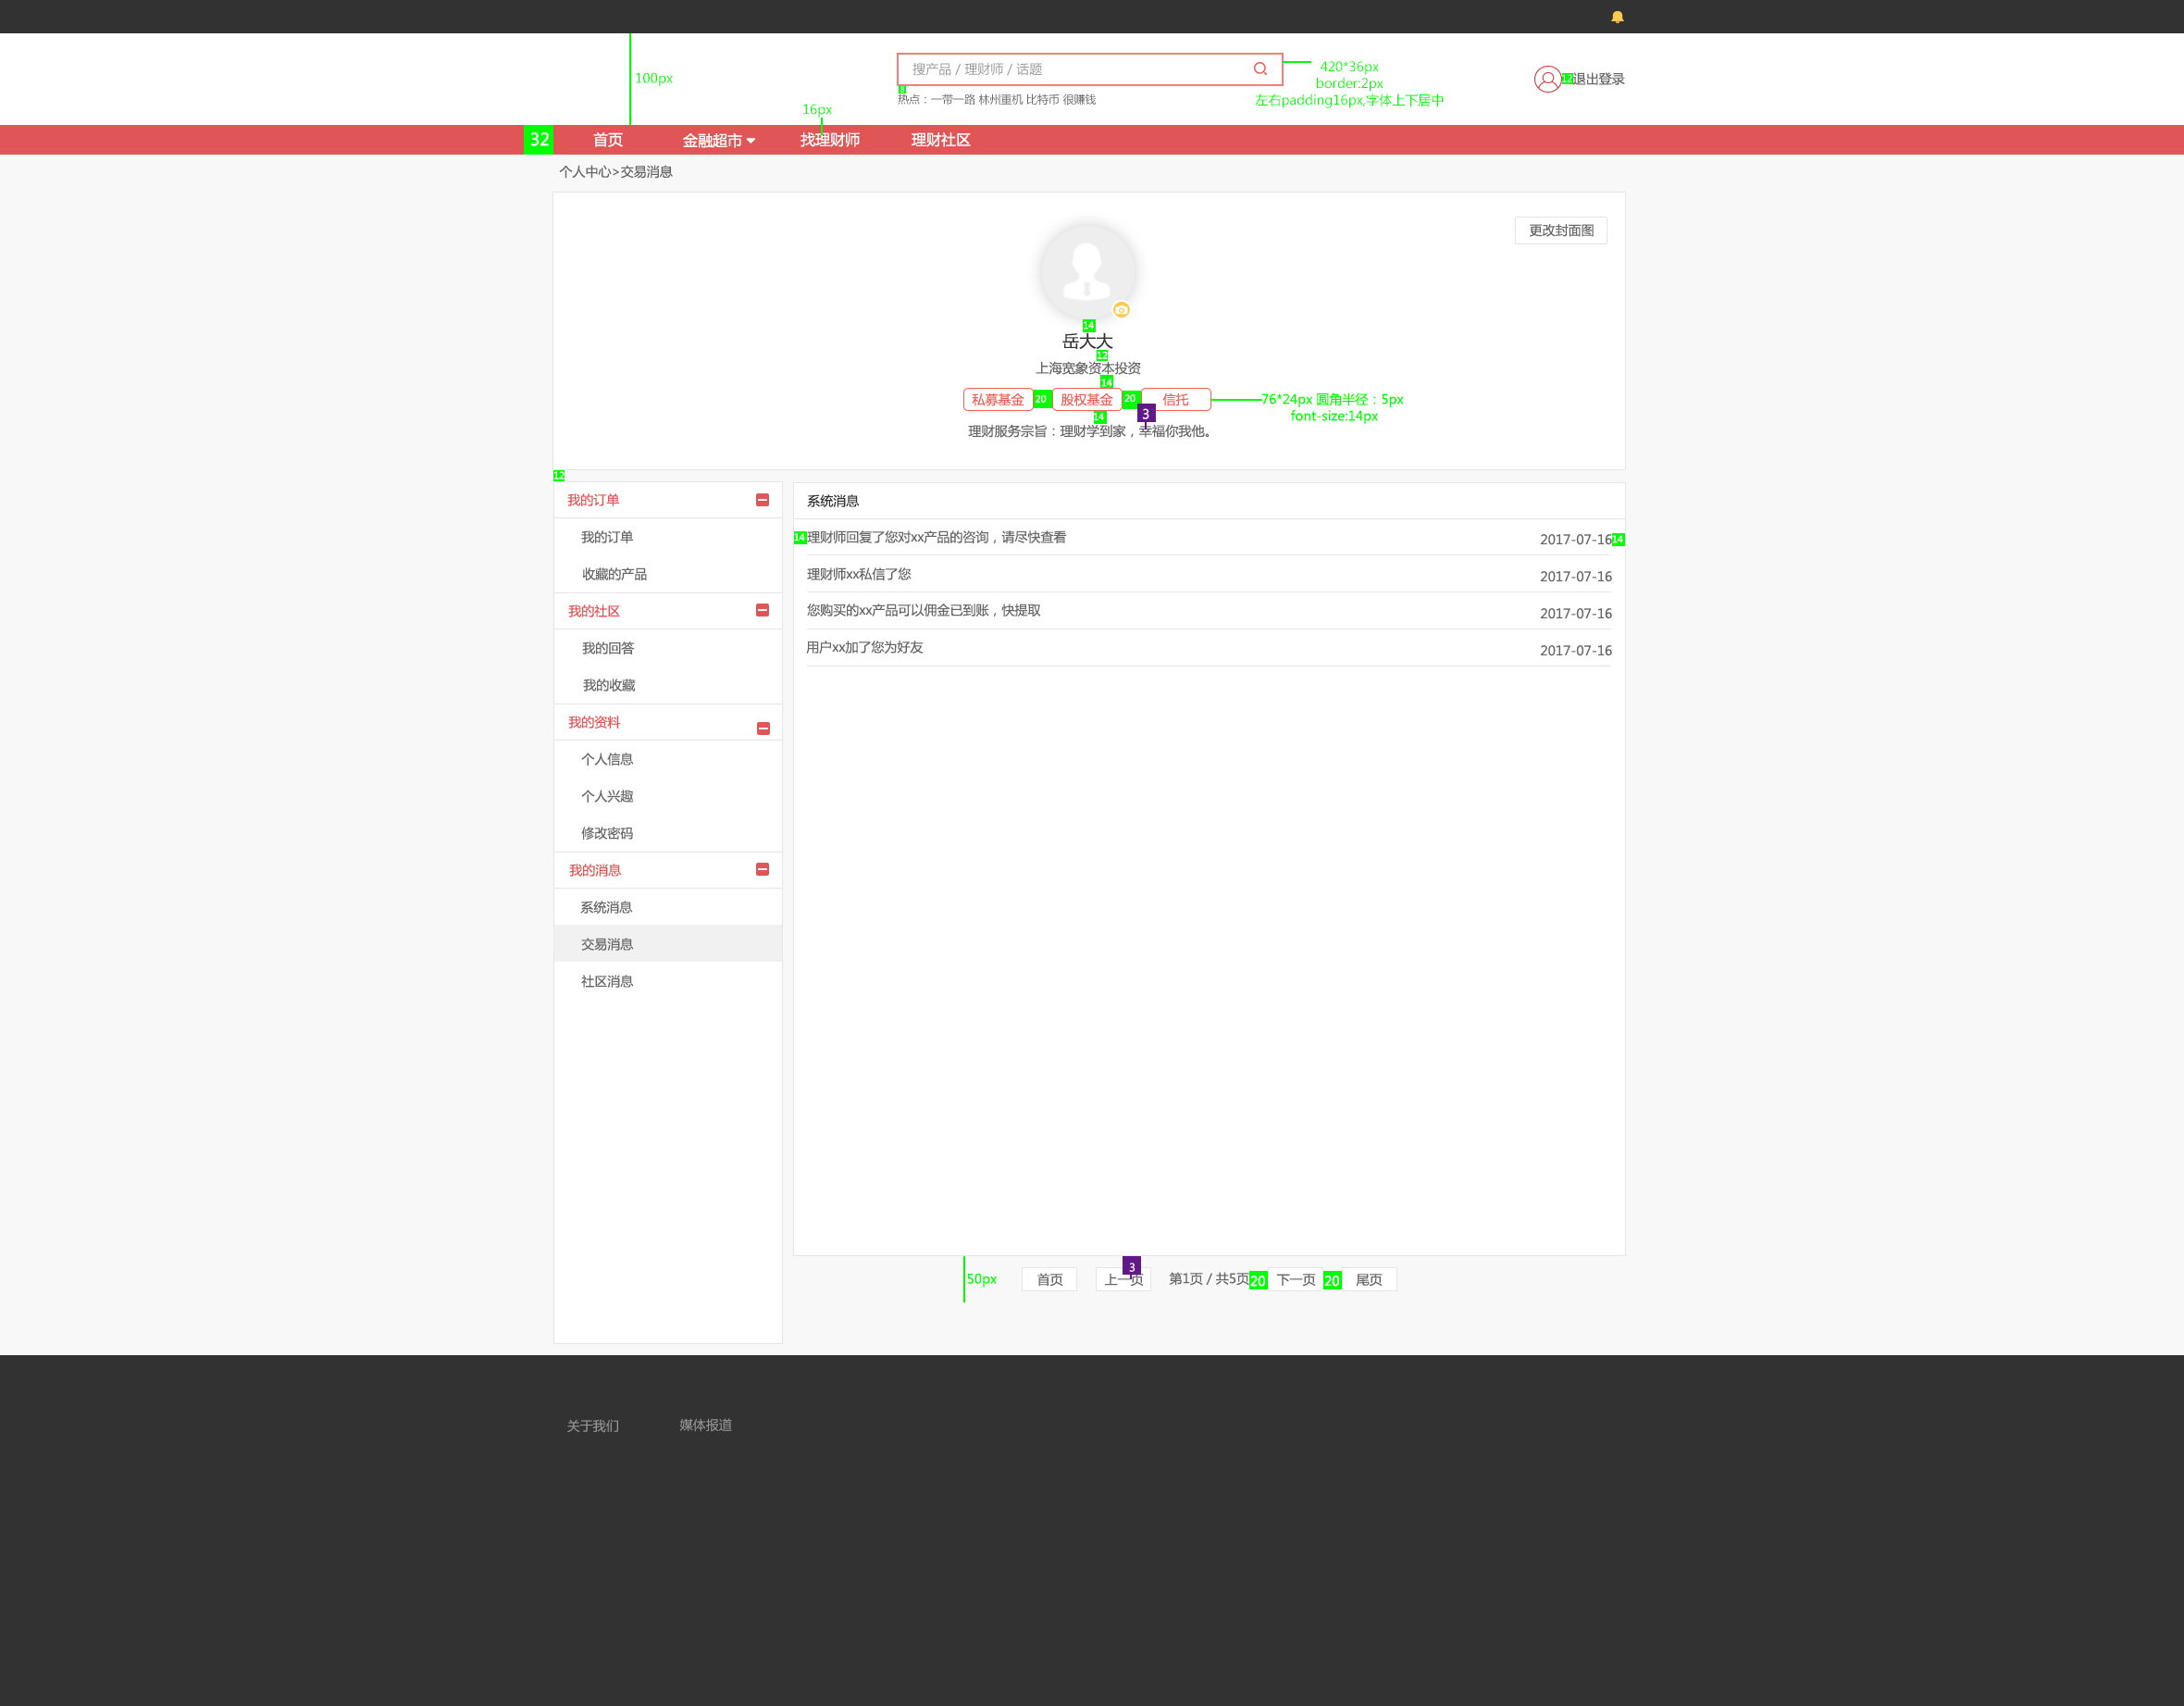 100px
搜产品 / 理财师 / 话题
420*36px
border:2px
左右padding16px,字体上下居中
12
退出登录
8
热点：一带一路 林州重机 比特币 很赚钱
16px
32
首页
金融超市
找理财师
理财社区
个人中心>交易消息
更改封面图
14
岳大大
12
上海宽象资本投资
14
私募基金
20
股权基金
20
信托
76*24px 圆角半径：5px
font-size:14px
3
14
理财服务宗旨：理财学到家，幸福你我他。
12
我的订单
我的订单
收藏的产品
我的社区
我的回答
我的收藏
我的资料
个人信息
个人兴趣
修改密码
我的消息
系统消息
交易消息
社区消息
系统消息
14
理财师回复了您对xx产品的咨询，请尽快查看
2017-07-16
14
理财师xx私信了您
2017-07-16
您购买的xx产品可以佣金已到账，快提取
2017-07-16
用户xx加了您为好友
2017-07-16
50px
首页
3
上一页
第1页 / 共5页
20
下一页
20
尾页
关于我们
媒体报道